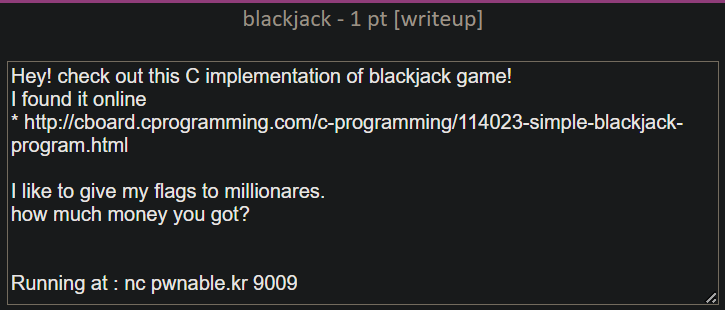 blackjack - 1 pt [writeup]
Hey! check out this C implementation of blackjack game!
I found it online
* http://cboard.cprogramming.com/c-programming/114023-simple-blackjack-
program.html
I like to give my flags to millionares.
how much money you got?
Running at : nc pwnable.kr 9009